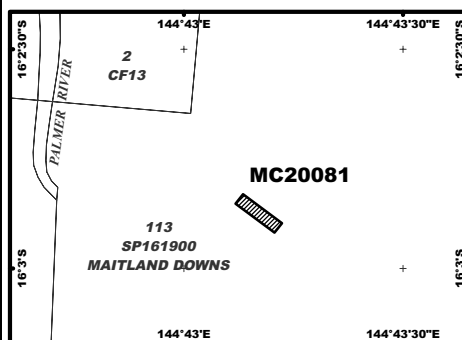 144°43'E 144°43'30"E
16°2'30"S
16°2'30"S
2
CF13
PALMER RIVER
MC20081
113
SP161900
MAITLAND DOWNS
16°3'S
16°3'S
144°43'E 144°43'30"E